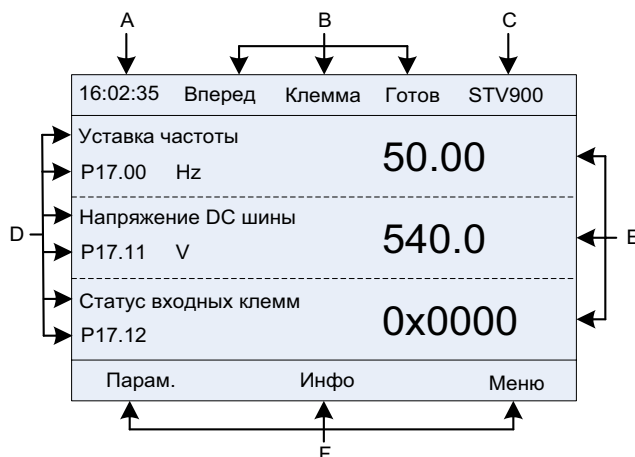 A B C
16:02:35 Вперед Клемма Готов STV900
Уставка частоты
P17.00 Hz
50.00
Напряжение DC шины
P17.11 V
540.0
Статус входных клемм
P17.12
0x0000
D
E
Парам. Инфо Меню
F